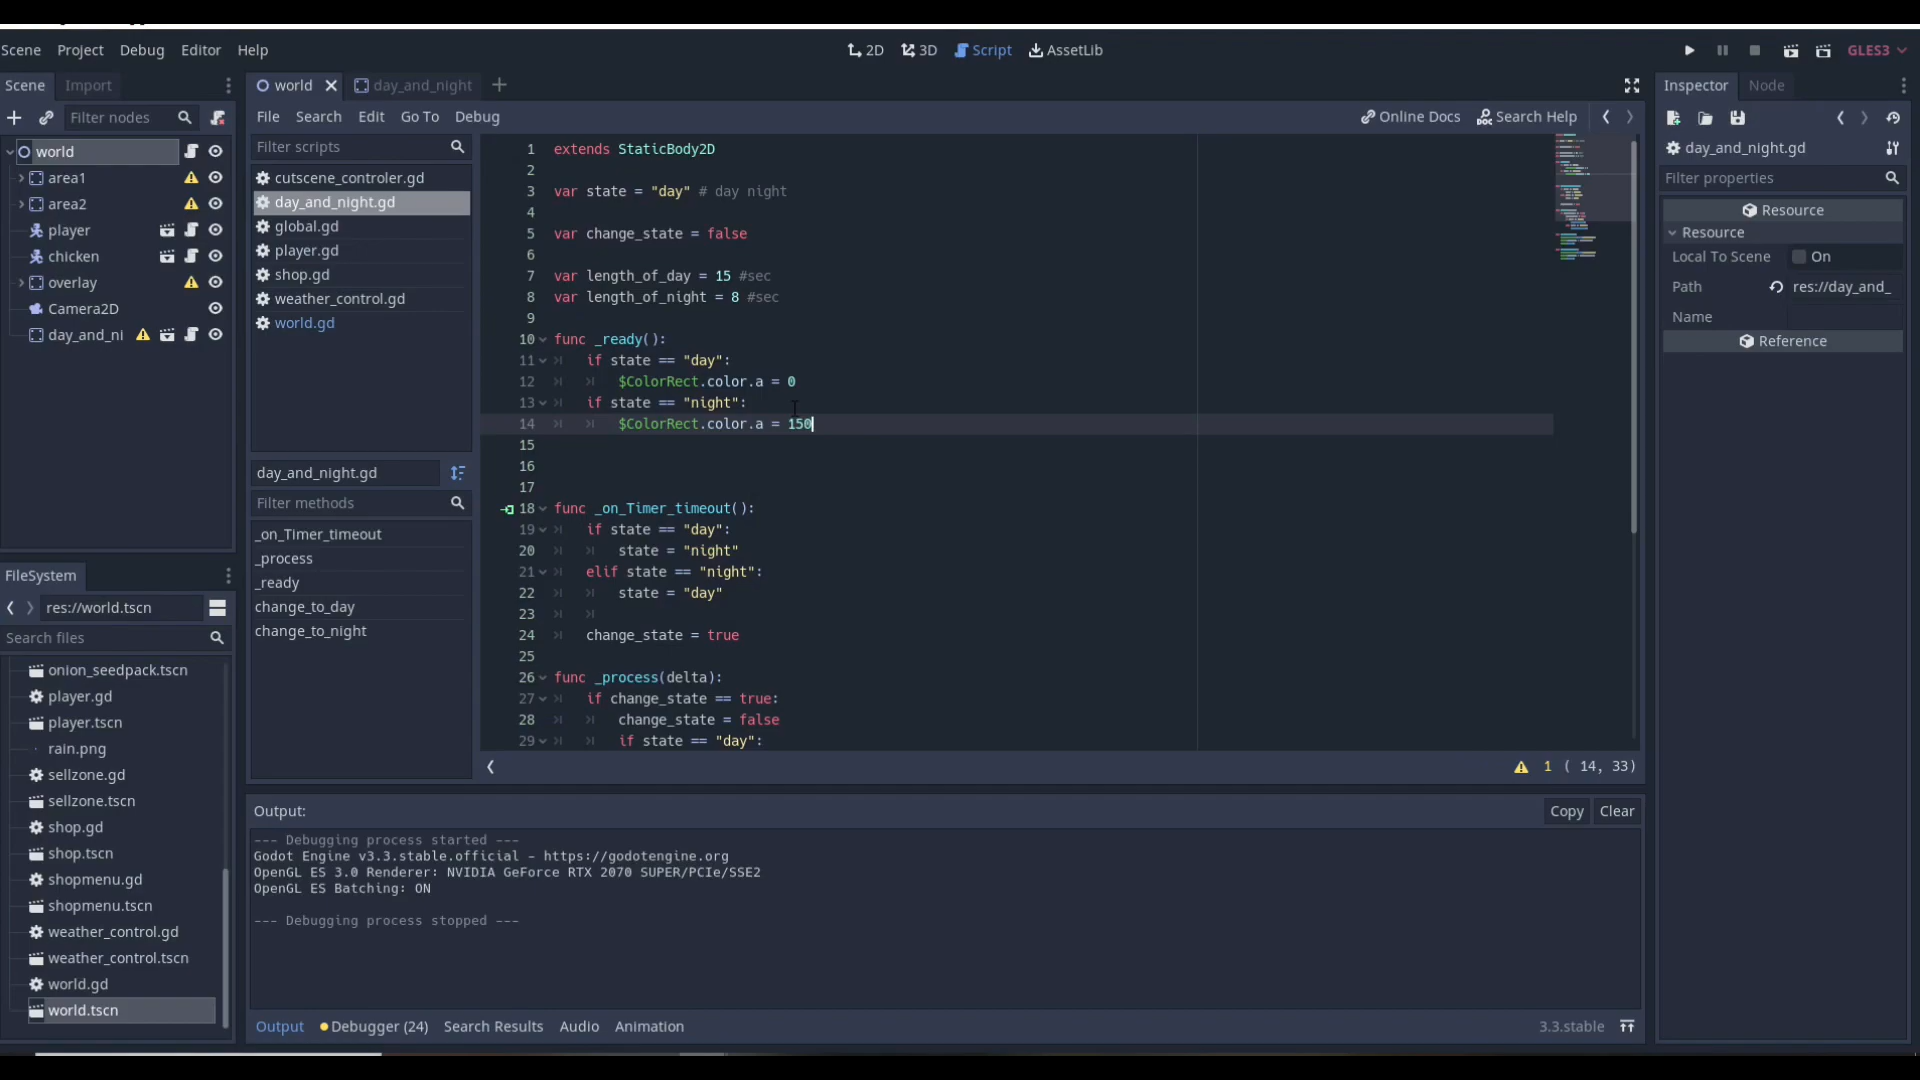 Scene Project Debug Editor Help
2D 3D Script AssetLib
GLES3
Scene Import
Filter nodes
world
area1
area2
player
chicken
overlay
Camera2D
day_and_ni
FileSystem
res://world.tscn
Search files
onion_seedpack.tscn
player.gd
player.tscn
rain.png
sellzone.gd
sellzone.tscn
shop.gd
shop.tscn
shopmenu.gd
shopmenu.tscn
weather_control.gd
weather_control.tscn
world.gd
world.tscn
world day_and_night
File Search Edit Go To Debug
Online Docs Search Help
Filter scripts
cutscene_controler.gd
day_and_night.gd
global.gd
player.gd
shop.gd
weather_control.gd
world.gd
day_and_night.gd
Filter methods
_on_Timer_timeout
_process
_ready
change_to_day
change_to_night
1 extends StaticBody2D
2
3 var state = "day" # day night
4
5 var change_state = false
6
7 var length_of_day = 15 #sec
8 var length_of_night = 8 #sec
9
10 func _ready():
11 if state == "day":
12 $ColorRect.color.a = 0
13 if state == "night":
14 $ColorRect.color.a = 150
15
16
17
18 func _on_Timer_timeout():
19 if state == "day":
20 state = "night"
21 elif state == "night":
22 state = "day"
23
24 change_state = true
25
26 func _process(delta):
27 if change_state == true:
28 change_state = false
29 if state == "day":
1 ( 14, 33)
Output:
Copy Clear
--- Debugging process started ---
Godot Engine v3.3.stable.official - https://godotengine.org
OpenGL ES 3.0 Renderer: NVIDIA GeForce RTX 2070 SUPER/PCIe/SSE2
OpenGL ES Batching: ON
--- Debugging process stopped ---
Output Debugger (24) Search Results Audio Animation
3.3.stable
Inspector Node
day_and_night.gd
Filter properties
Resource
Resource
Local To Scene On
Path res://day_and_
Name
Reference